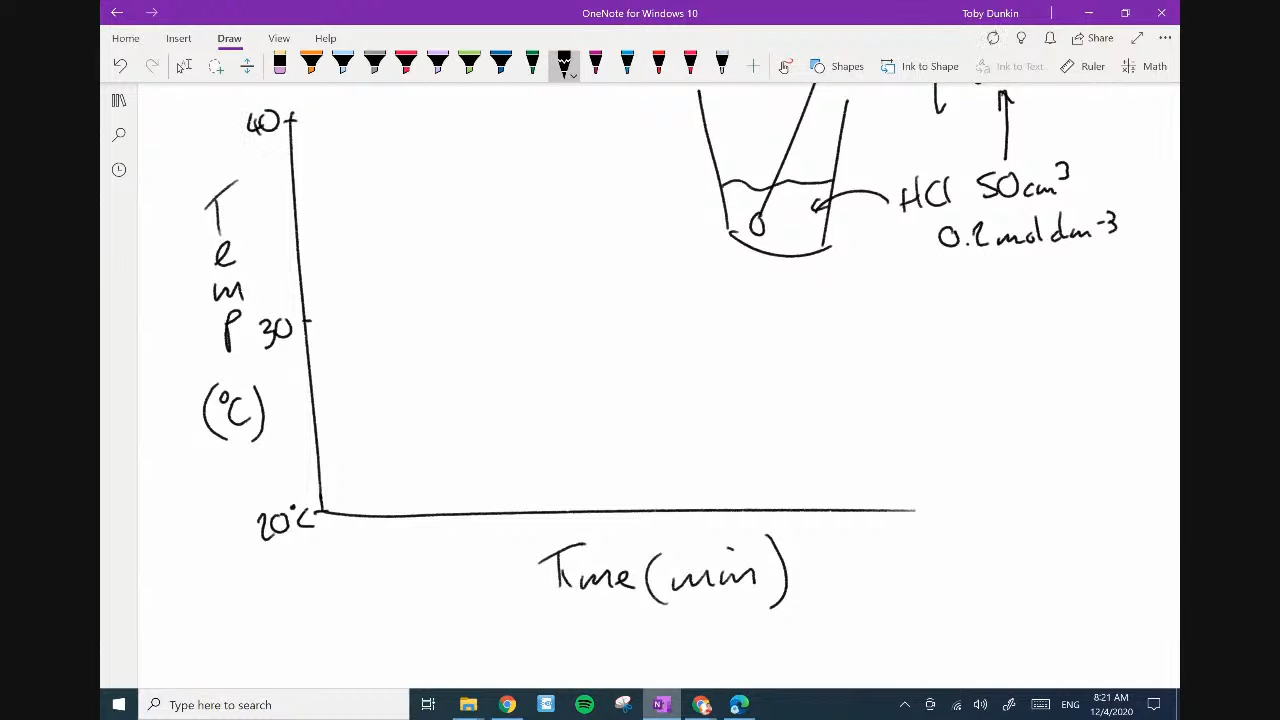 OneNote for Windows 10
Toby Dunkin
Home Insert Draw View Help
Share
Shapes
Ink to Shape
Ink to Text
Ruler
Math
40
Temp
30
(°C)
20°C
Time (min)
HCl 50cm³
0.2 mol dm⁻³
Type here to search
ENG
8:21 AM
12/4/2020